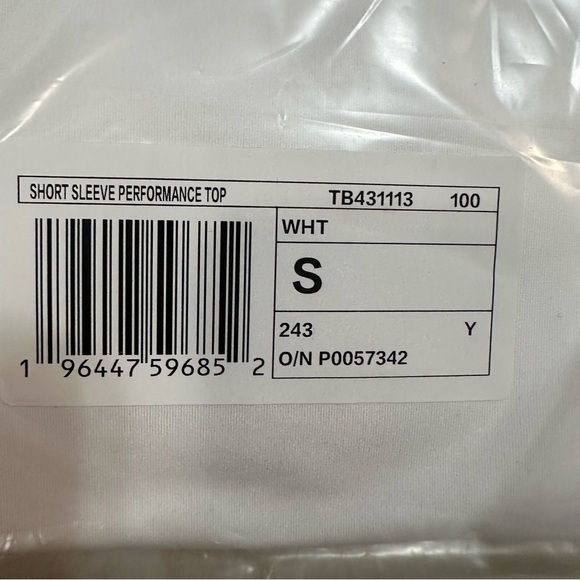 SHORT SLEEVE PERFORMANCE TOP TB431113 100
WHT
S
243 Y
O/N P0057342
1 96447 59685 2